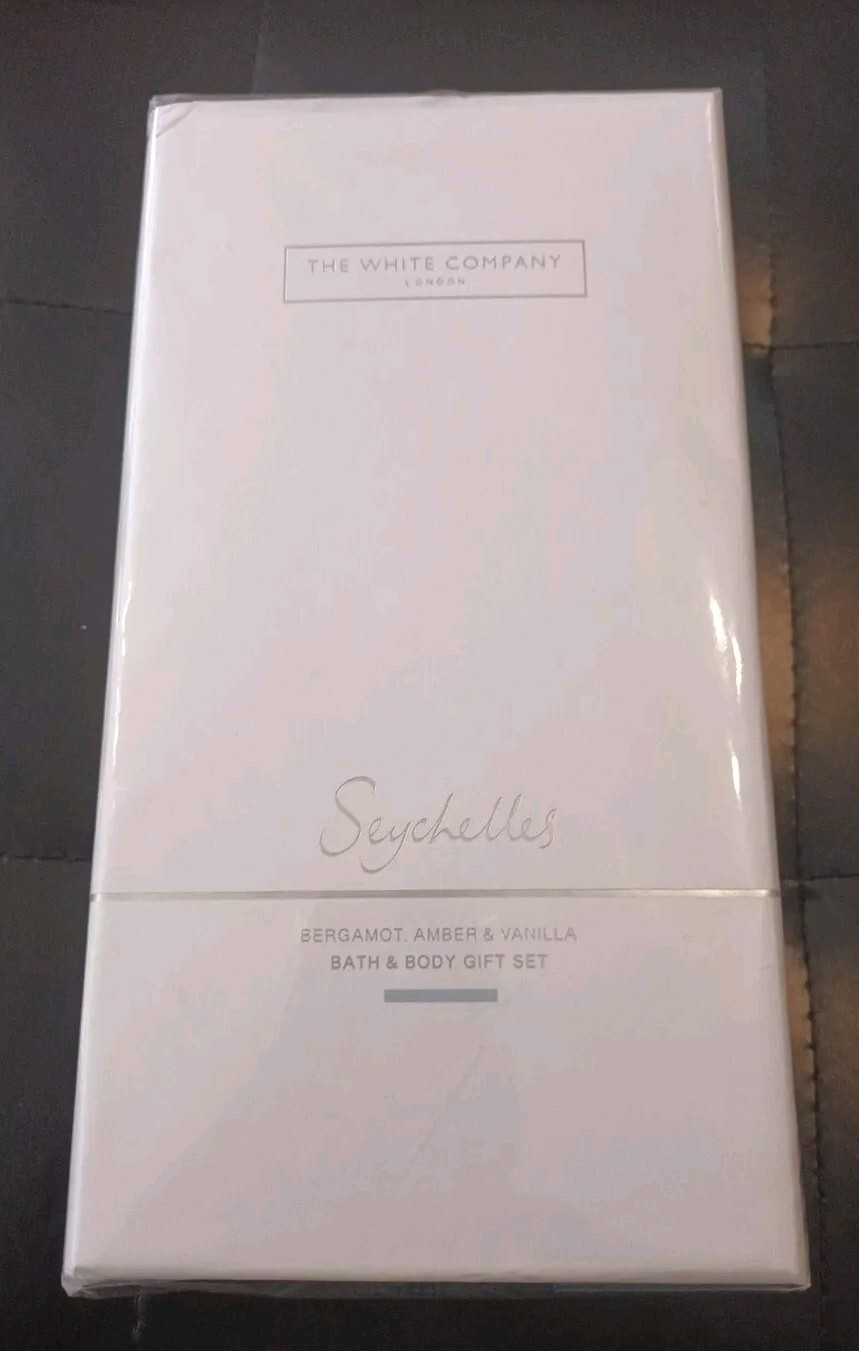 THE WHITE COMPANY
LONDON
Seychelles
BERGAMOT, AMBER & VANILLA
BATH & BODY GIFT SET